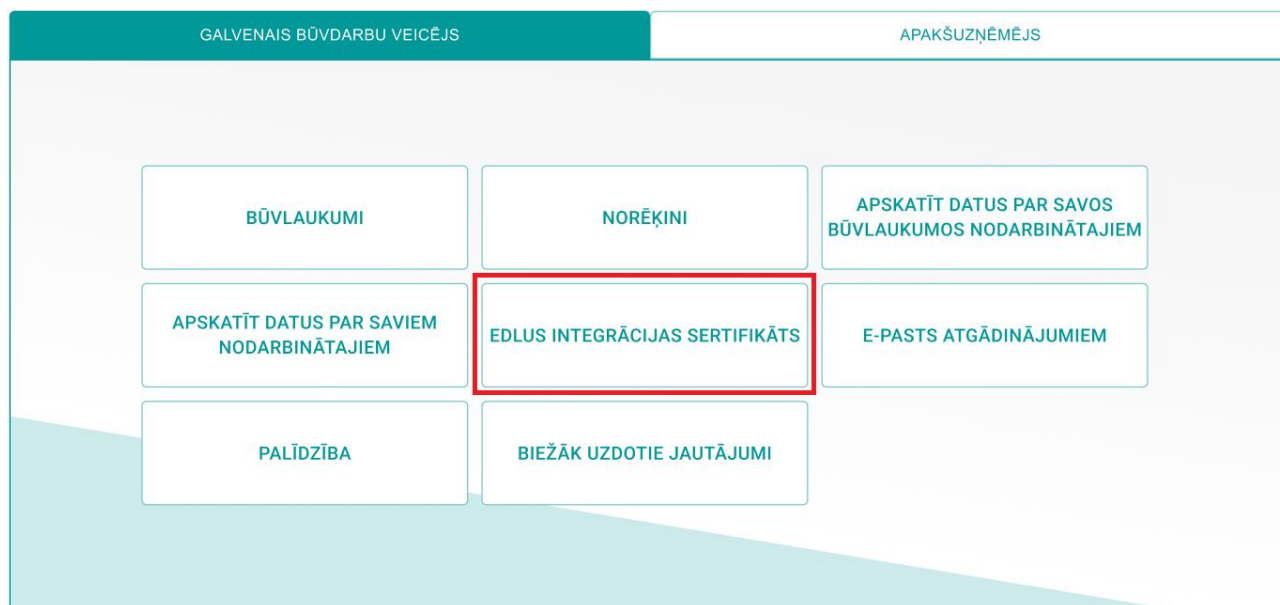 GALVENAIS BŪVDARBU VEICĒJS
APAKŠUZŅĒMĒJS
BŪVLAUKUMI
NORĒĶINI
APSKATĪT DATUS PAR SAVOS
BŪVLAUKUMOS NODARBINĀTAJIEM
APSKATĪT DATUS PAR SAVIEM
NODARBINĀTAJIEM
EDLUS INTEGRĀCIJAS SERTIFIKĀTS
E-PASTS ATGĀDINĀJUMIEM
PALĪDZĪBA
BIEŽĀK UZDOTIE JAUTĀJUMI